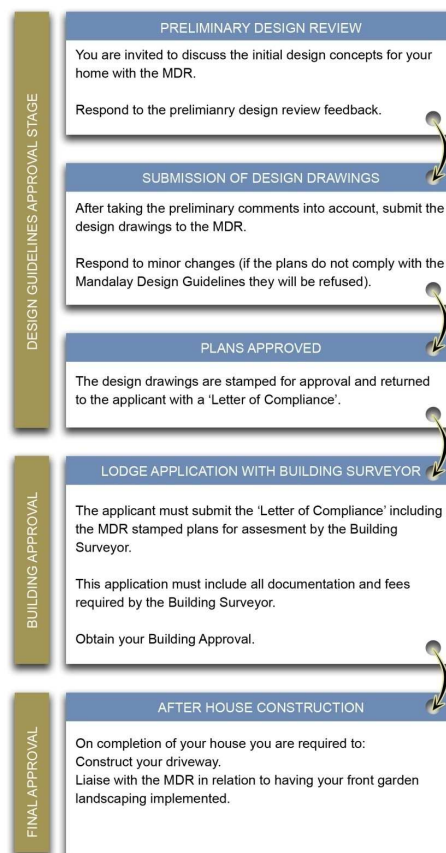 DESIGN GUIDELINES APPROVAL STAGE
PRELIMINARY DESIGN REVIEW
You are invited to discuss the initial design concepts for your
home with the MDR.
Respond to the prelimianry design review feedback.
SUBMISSION OF DESIGN DRAWINGS
After taking the preliminary comments into account, submit the
design drawings to the MDR.
Respond to minor changes (if the plans do not comply with the
Mandalay Design Guidelines they will be refused).
PLANS APPROVED
The design drawings are stamped for approval and returned
to the applicant with a ‘Letter of Compliance’.
BUILDING APPROVAL
LODGE APPLICATION WITH BUILDING SURVEYOR
The applicant must submit the ‘Letter of Compliance’ including
the MDR stamped plans for assesment by the Building
Surveyor.
This application must include all documentation and fees
required by the Building Surveyor.
Obtain your Building Approval.
FINAL APPROVAL
AFTER HOUSE CONSTRUCTION
On completion of your house you are required to:
Construct your driveway.
Liaise with the MDR in relation to having your front garden
landscaping implemented.